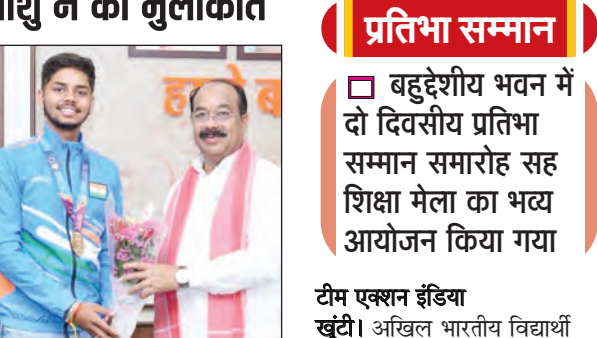 ने की मुलाकात
प्रतिभा सम्मान
बहुद्देशीय भवन में
दो दिवसीय प्रतिभा
सम्मान समारोह सह
शिक्षा मेला का भव्य
आयोजन किया गया
टीम एक्शन इंडिया
खूंटी। अखिल भारतीय विद्यार्थी